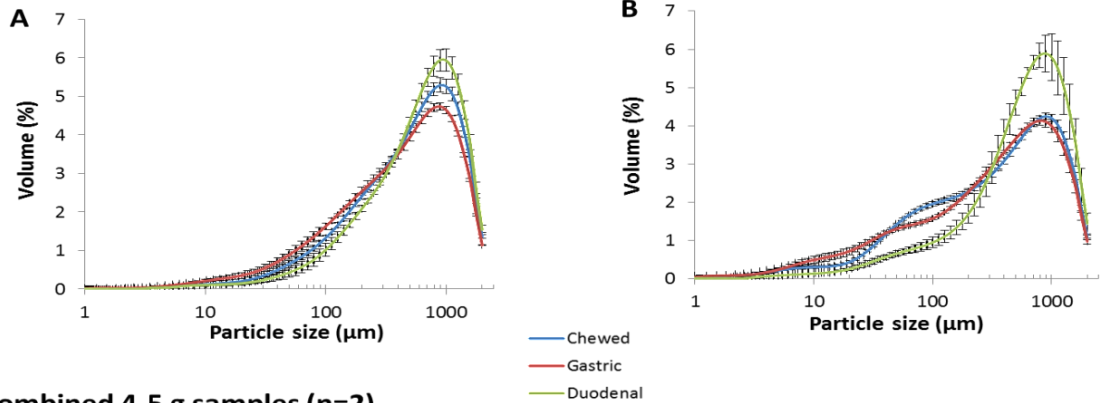 A
B
7
6
5
4
3
2
1
0
Volume (%)
1
10
100
1000
Particle size (μm)
7
6
5
4
3
2
1
0
Volume (%)
1
10
100
1000
Particle size (μm)
Chewed
Gastric
Duodenal
4-5 g samples (n=2)